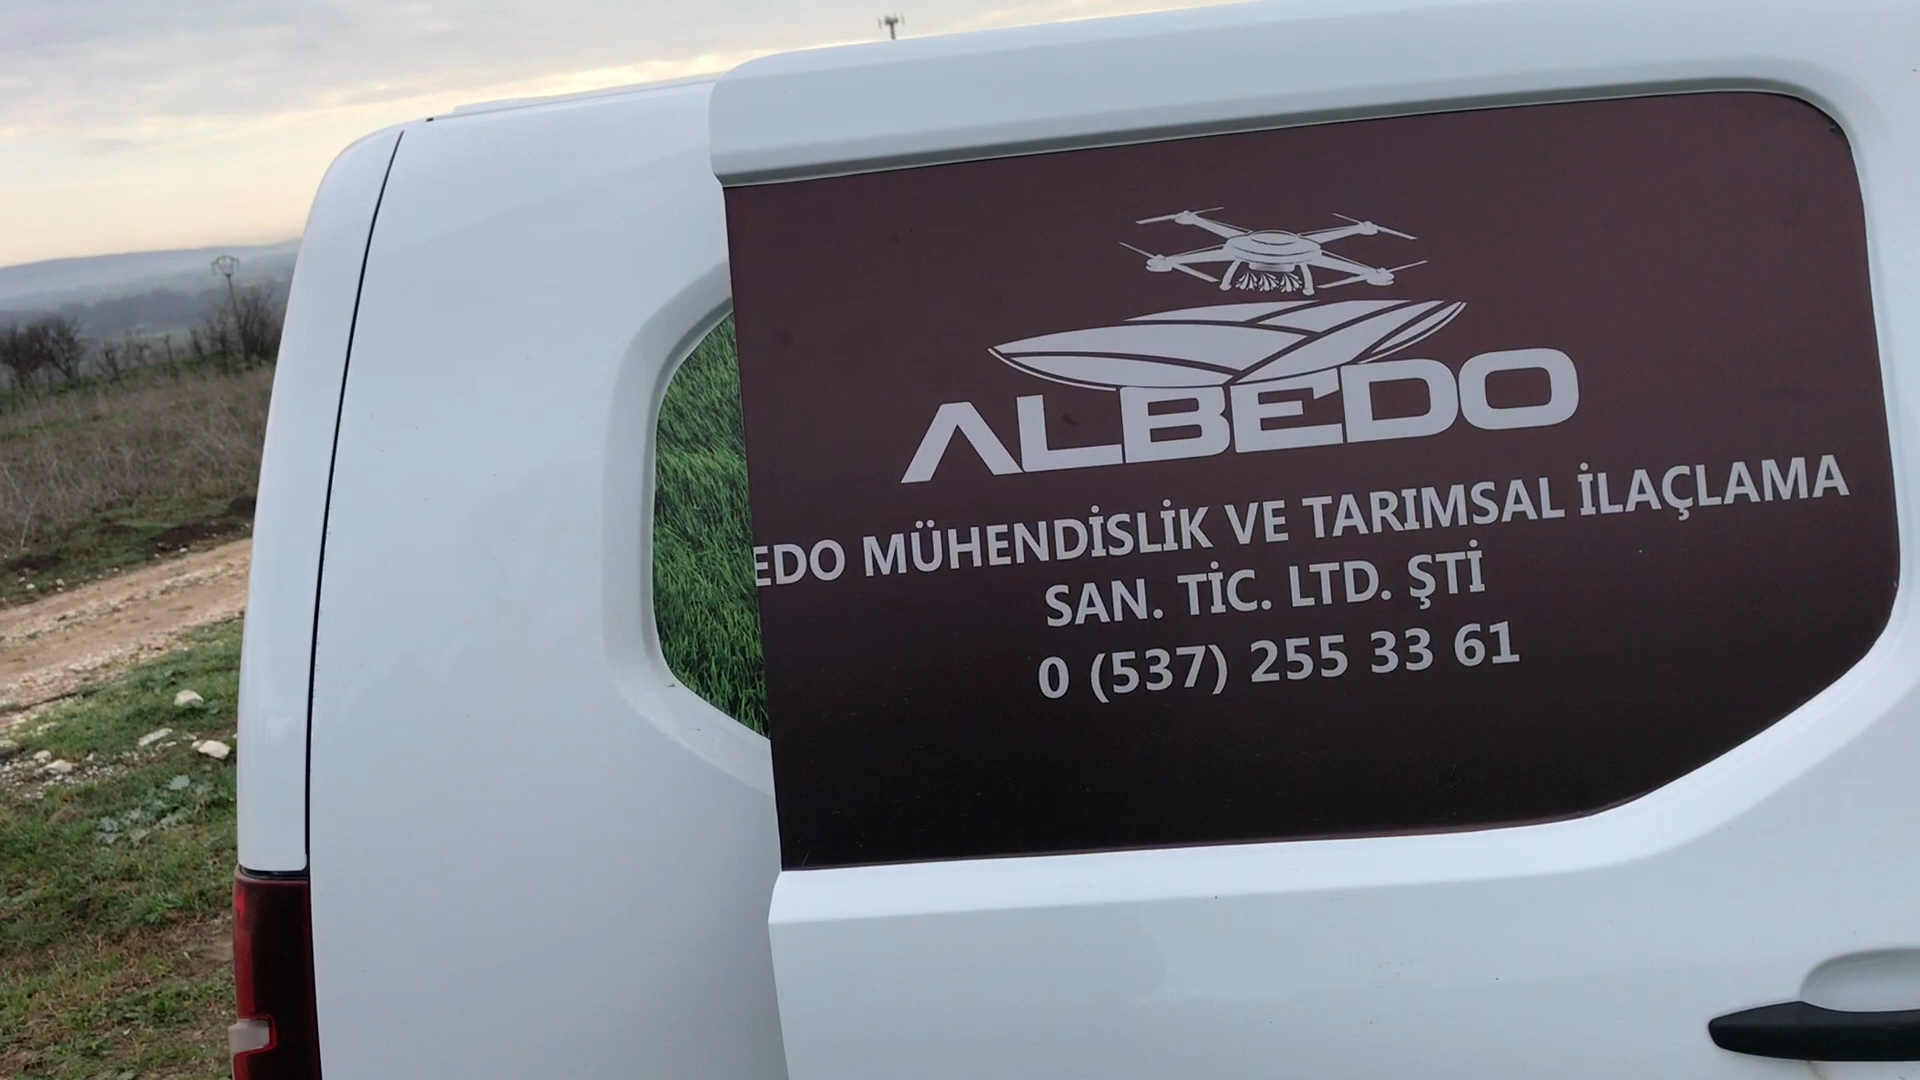 ALBEDO
EDO MÜHENDİSLİK VE TARIMSAL İLAÇLAMA
SAN. TİC. LTD. ŞTİ
0 (537) 255 33 61